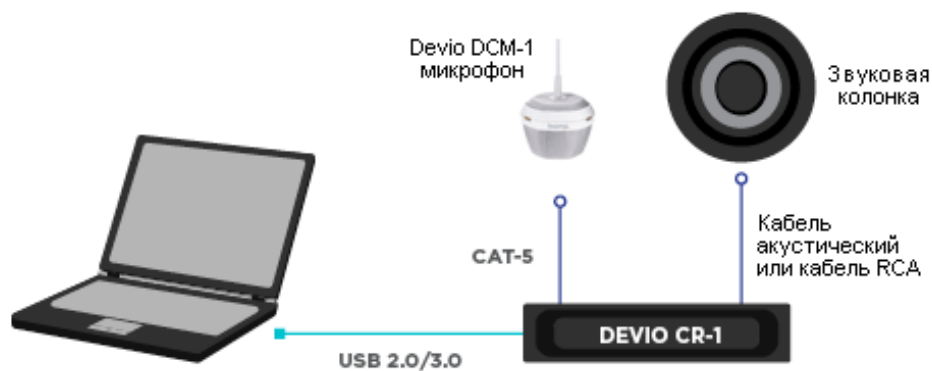 Devio DCM-1
микрофон
Звуковая
колонка
CAT-5
Кабель
акустический
или кабель RCA
DEVIO CR-1
USB 2.0/3.0